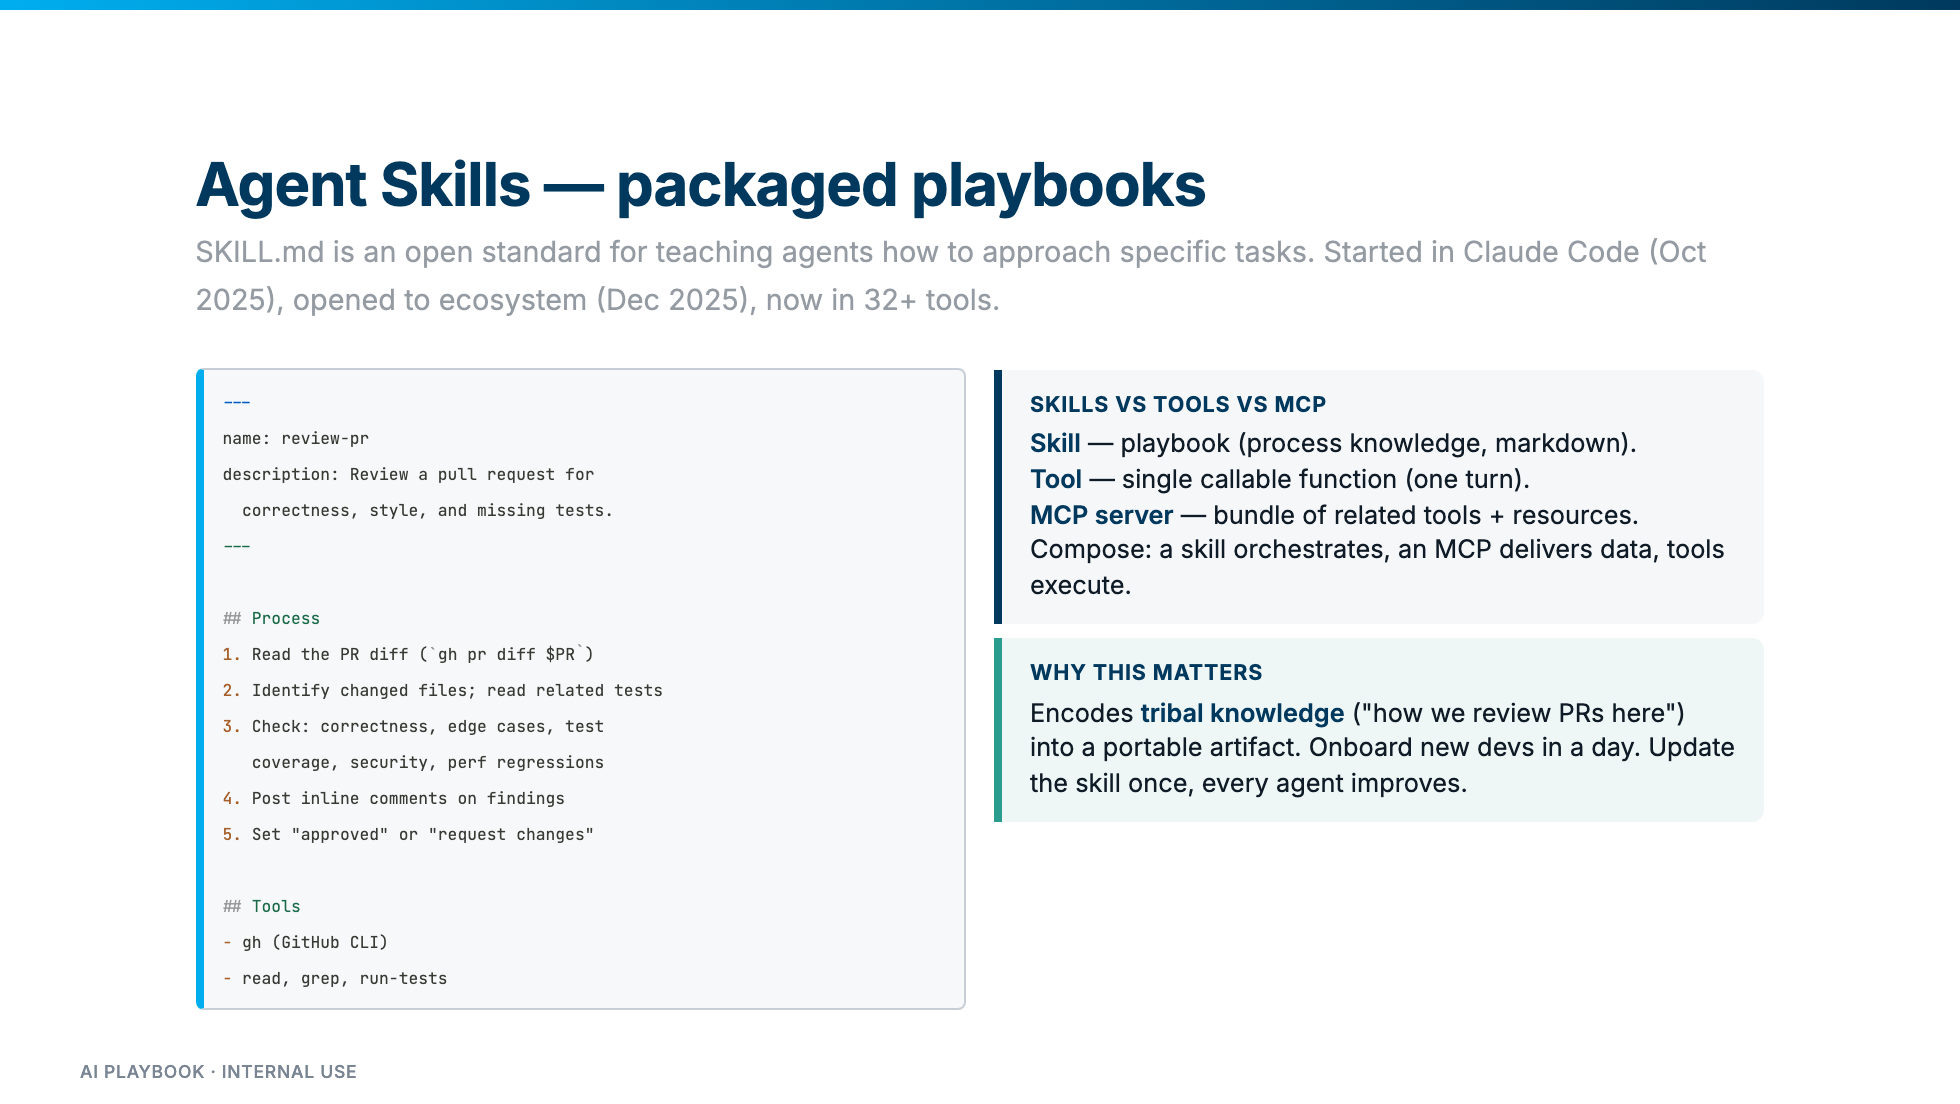 Agent Skills — packaged playbooks
SKILL.md is an open standard for teaching agents how to approach specific tasks. Started in Claude Code (Oct
2025), opened to ecosystem (Dec 2025), now in 32+ tools.
---
name: review-pr
description: Review a pull request for
  correctness, style, and missing tests.
---
## Process
1. Read the PR diff (`gh pr diff $PR`)
2. Identify changed files; read related tests
3. Check: correctness, edge cases, test
   coverage, security, perf regressions
4. Post inline comments on findings
5. Set "approved" or "request changes"
## Tools
- gh (GitHub CLI)
- read, grep, run-tests
SKILLS VS TOOLS VS MCP
Skill — playbook (process knowledge, markdown).
Tool — single callable function (one turn).
MCP server — bundle of related tools + resources.
Compose: a skill orchestrates, an MCP delivers data, tools
execute.
WHY THIS MATTERS
Encodes tribal knowledge ("how we review PRs here")
into a portable artifact. Onboard new devs in a day. Update
the skill once, every agent improves.
AI PLAYBOOK · INTERNAL USE